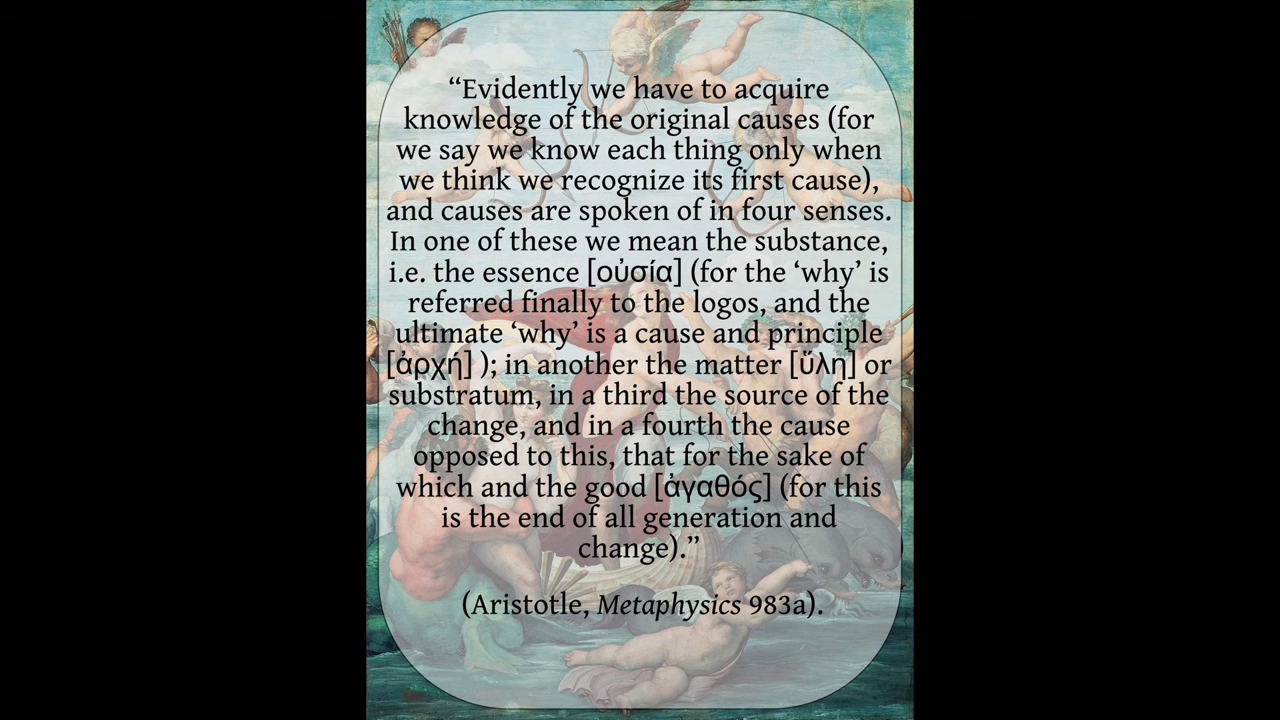 “Evidently we have to acquire
knowledge of the original causes (for
we say we know each thing only when
we think we recognize its first cause),
and causes are spoken of in four senses.
In one of these we mean the substance,
i.e. the essence [οὐσία] (for the ‘why’ is
referred finally to the logos, and the
ultimate ‘why’ is a cause and principle
[ἀρχή] ); in another the matter [ὕλη] or
substratum, in a third the source of the
change, and in a fourth the cause
opposed to this, that for the sake of
which and the good [ἀγαθός] (for this
is the end of all generation and
change).”
(Aristotle, Metaphysics 983a).